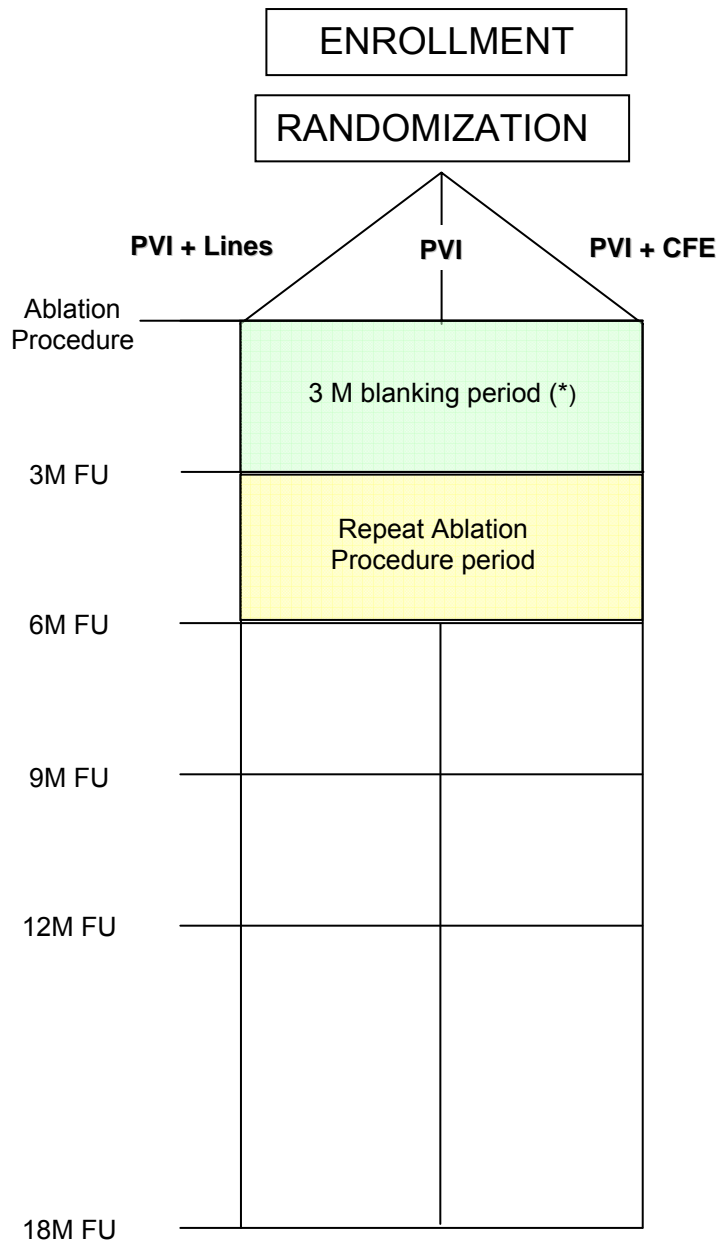 ENROLLMENT
RANDOMIZATION
PVI + Lines
PVI
PVI + CFE
Ablation
Procedure
3 M blanking period (*)
3M FU
Repeat Ablation
Procedure period
6M FU
9M FU
12M FU
18M FU